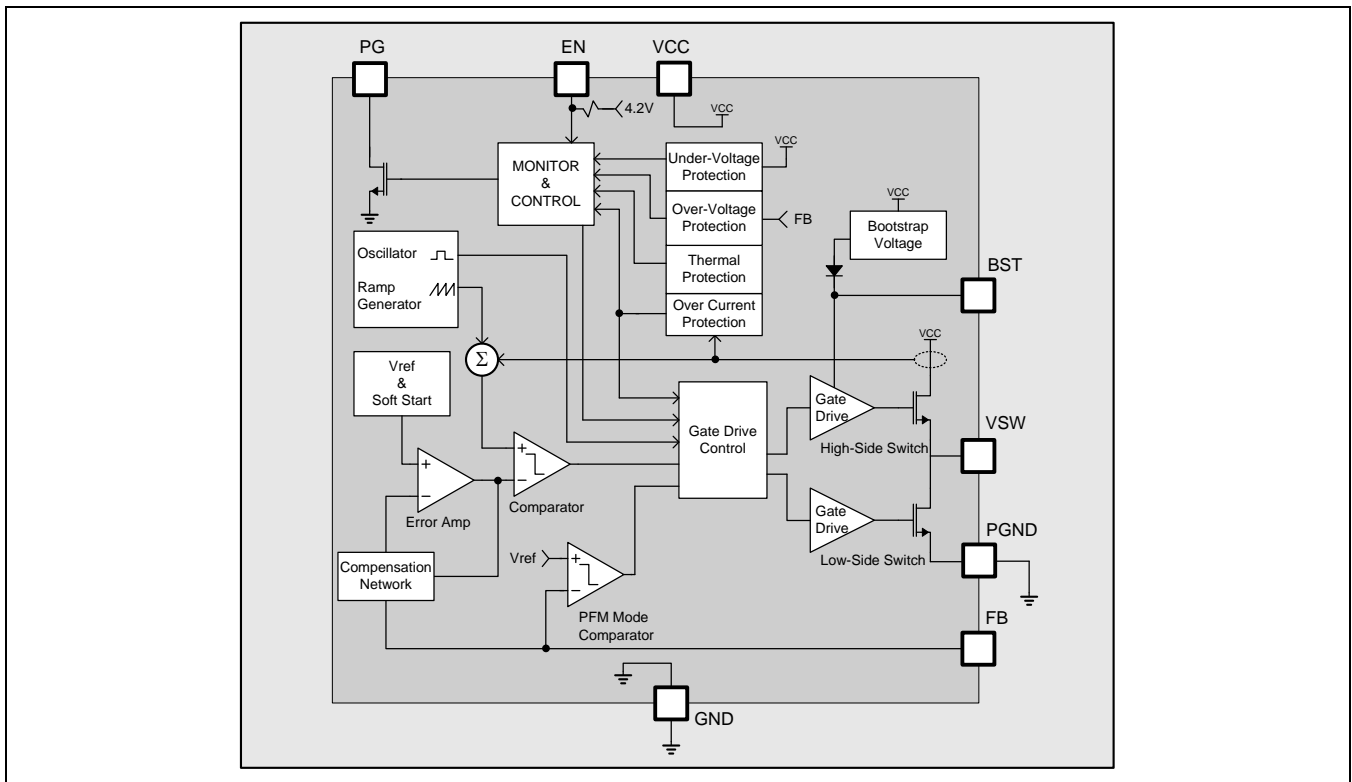 PG
EN
VCC
4.2V
VCC
MONITOR
&
CONTROL
Under-Voltage
Protection
VCC
Over-Voltage
Protection
FB
Thermal
Protection
Over Current
Protection
VCC
Bootstrap
Voltage
BST
Oscillator
Ramp
Generator
Σ
VCC
Vref
&
Soft Start
Gate Drive
Control
Gate
Drive
High-Side Switch
VSW
+
−
Error Amp
+
−
Comparator
Gate
Drive
Low-Side Switch
PGND
Compensation
Network
Vref
+
−
PFM Mode
Comparator
FB
GND